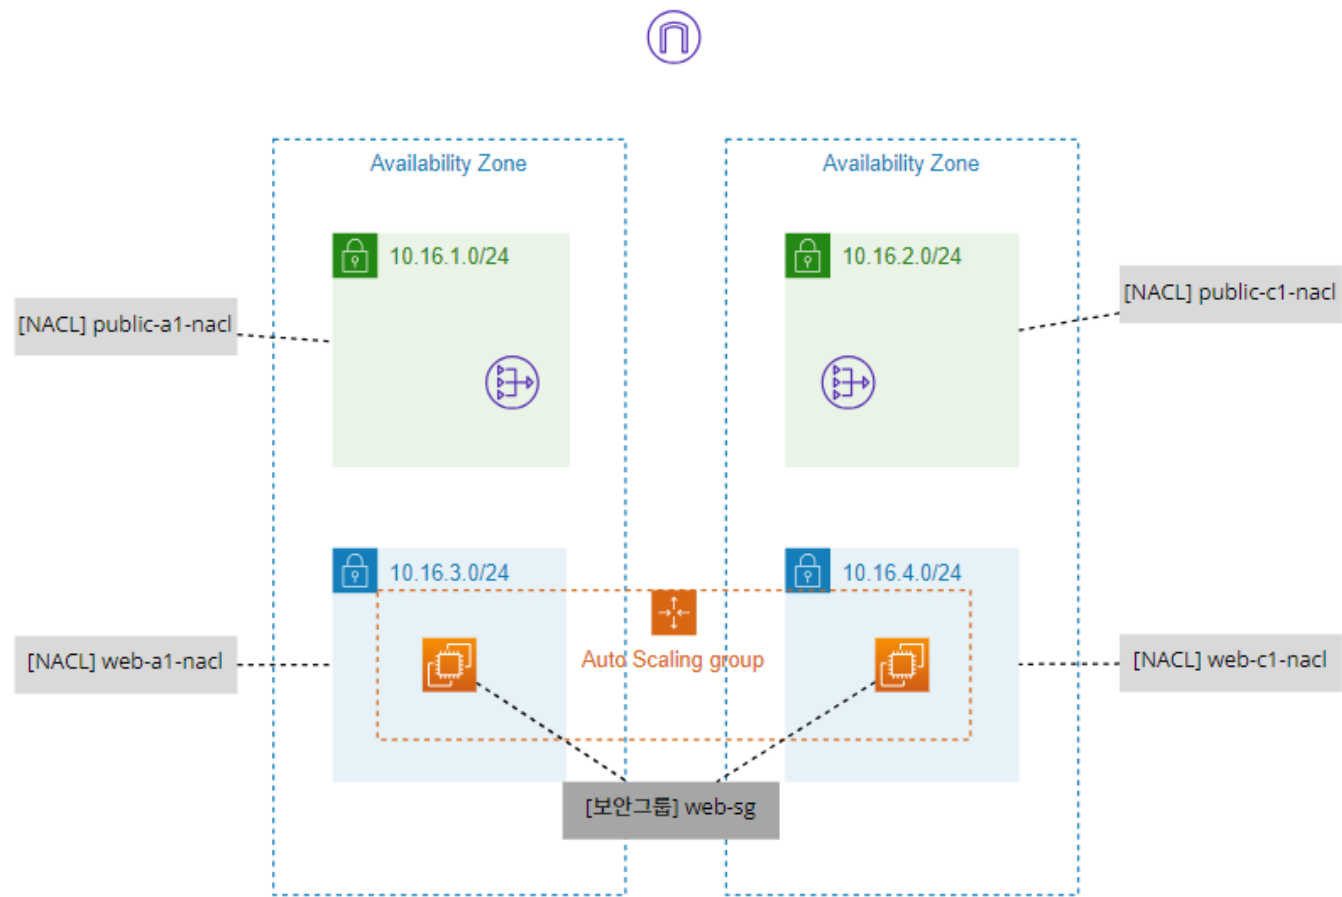 Availability Zone
Availability Zone
10.16.1.0/24
10.16.2.0/24
[NACL] public-a1-nacl
[NACL] public-c1-nacl
10.16.3.0/24
10.16.4.0/24
Auto Scaling group
[NACL] web-a1-nacl
[NACL] web-c1-nacl
[보안그룹] web-sg